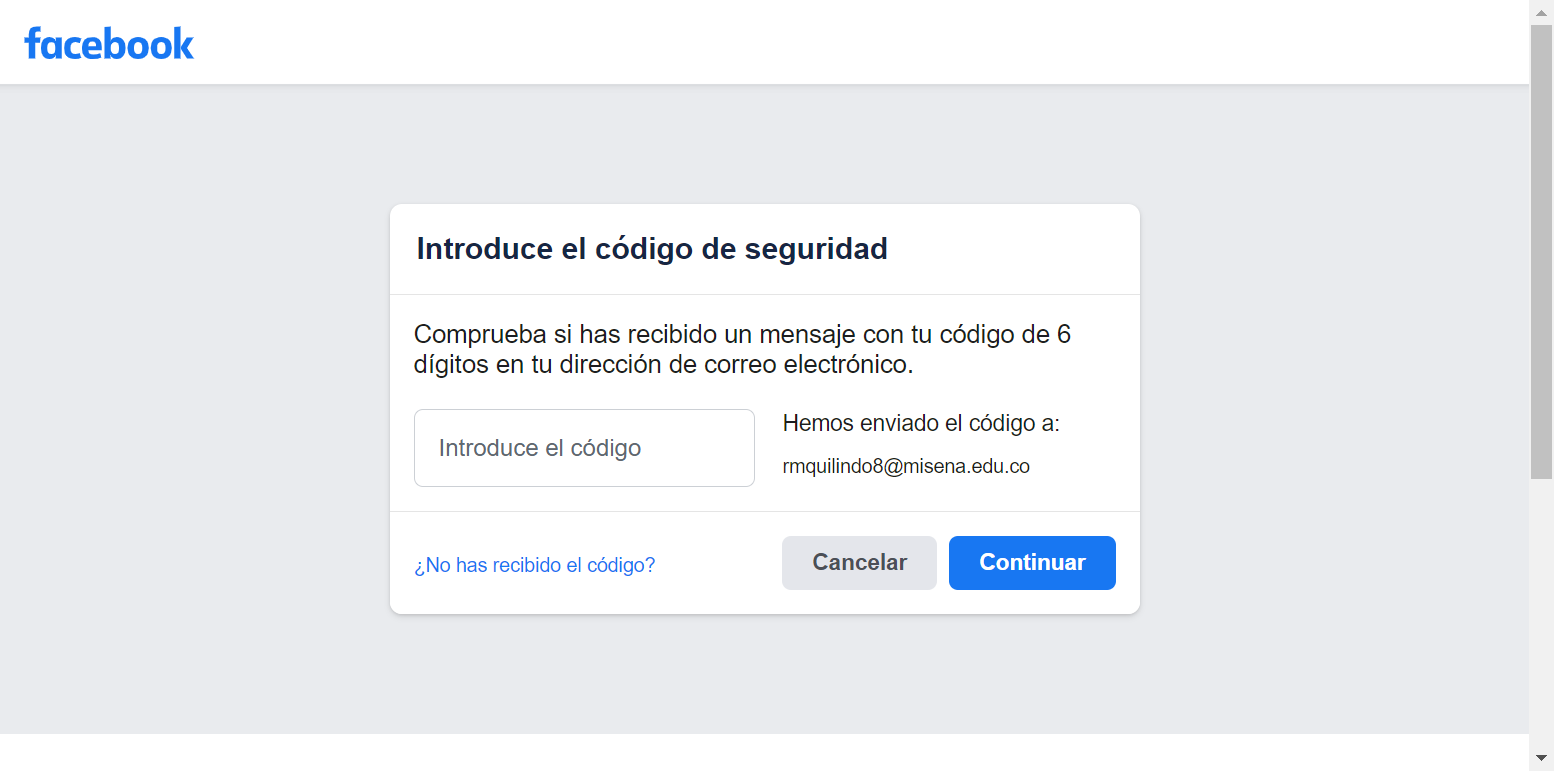 facebook
Introduce el código de seguridad
Comprueba si has recibido un mensaje con tu código de 6
dígitos en tu dirección de correo electrónico.
Introduce el código
Hemos enviado el código a:
rmquilindo8@misena.edu.co
¿No has recibido el código?
Cancelar
Continuar